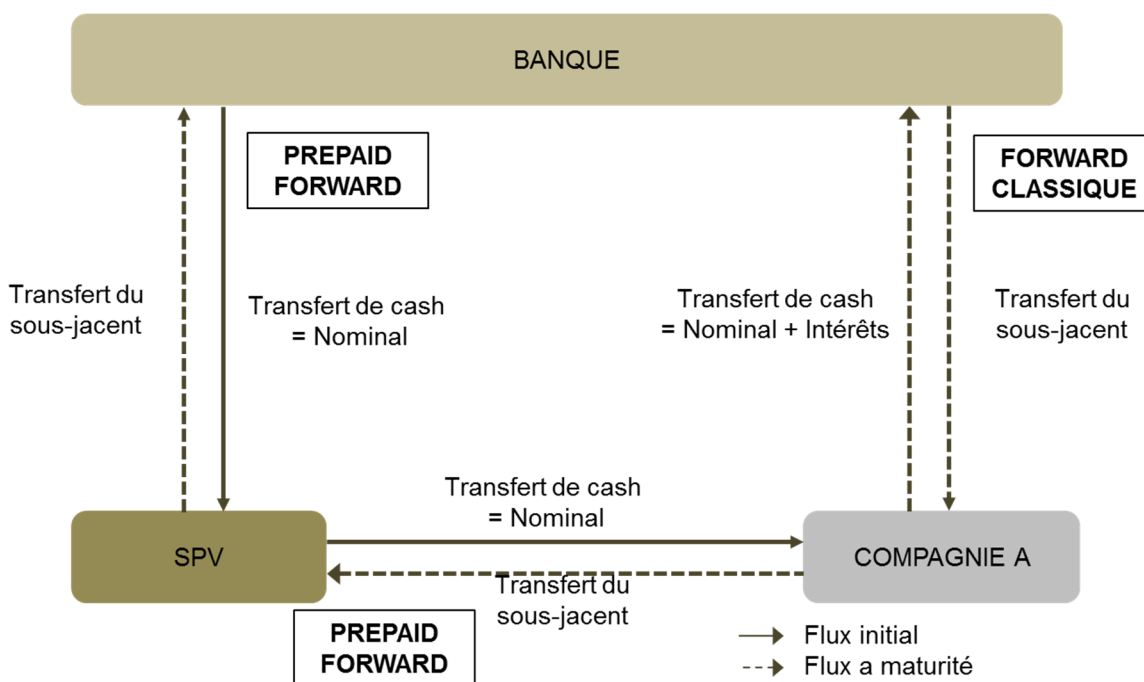 BANQUE
PREPAID
FORWARD
FORWARD
CLASSIQUE
Transfert du
sous-jacent
Transfert de cash
= Nominal
Transfert de cash
= Nominal + Intérêts
Transfert du
sous-jacent
Transfert de cash
= Nominal
SPV
COMPAGNIE A
Transfert du
sous-jacent
PREPAID
FORWARD
Flux initial
Flux a maturité